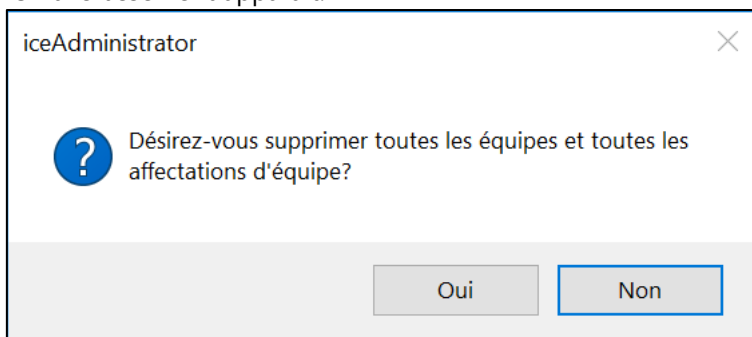 iceAdministrator
Désirez-vous supprimer toutes les équipes et toutes les
affectations d'équipe?
Oui
Non